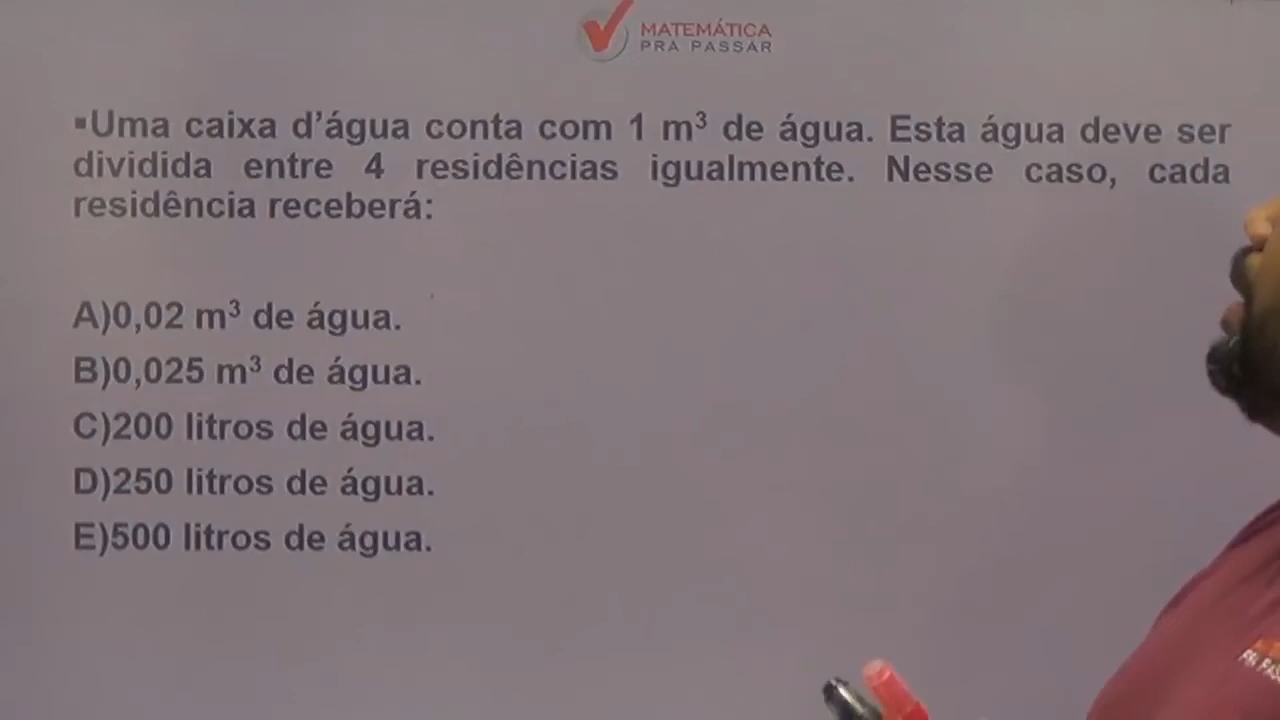 MATEMÁTICA
PRA PASSAR
▪Uma caixa d'água conta com 1 m³ de água. Esta água deve ser
dividida entre 4 residências igualmente. Nesse caso, cada
residência receberá:
A)0,02 m³ de água.
B)0,025 m³ de água.
C)200 litros de água.
D)250 litros de água.
E)500 litros de água.